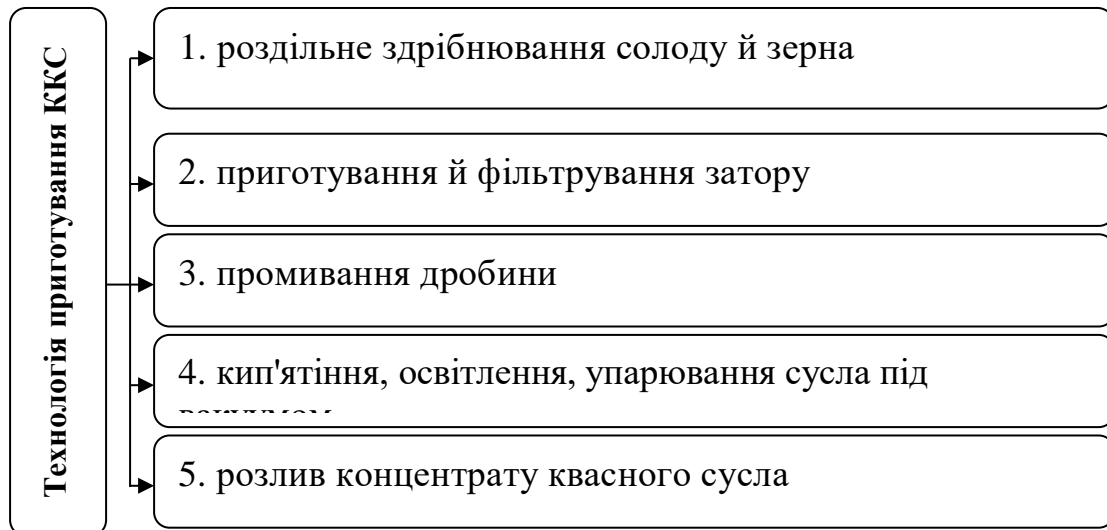 Технологія приготування ККС
1. роздільне здрібнювання солоду й зерна
2. приготування й фільтрування затору
3. промивання дробини
4. кип'ятіння, освітлення, упарювання сусла під
вакуумом
5. розлив концентрату квасного сусла